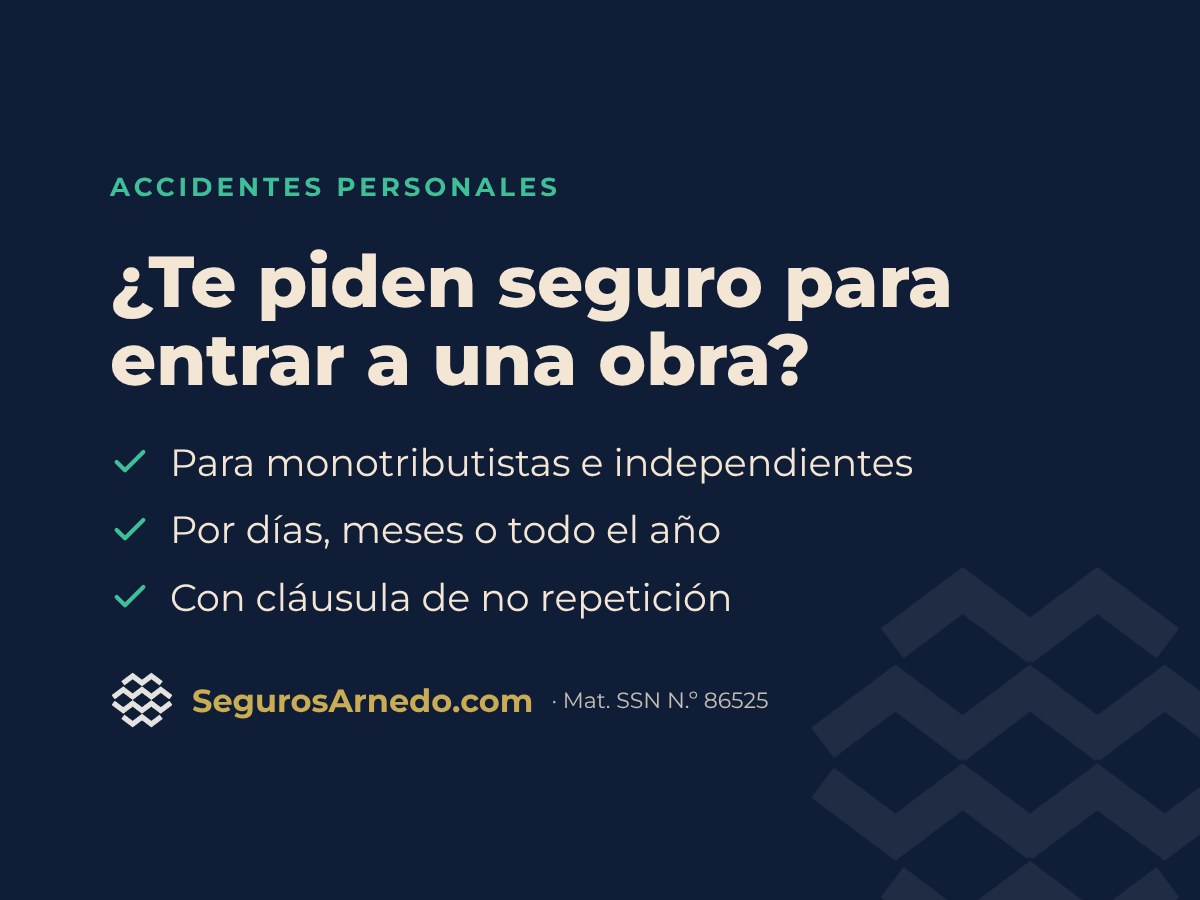 ACCIDENTES PERSONALES
¿Te piden seguro para
entrar a una obra?
Para monotributistas e independientes
Por días, meses o todo el año
Con cláusula de no repetición
SegurosArnedo.com · Mat. SSN N.º 86525